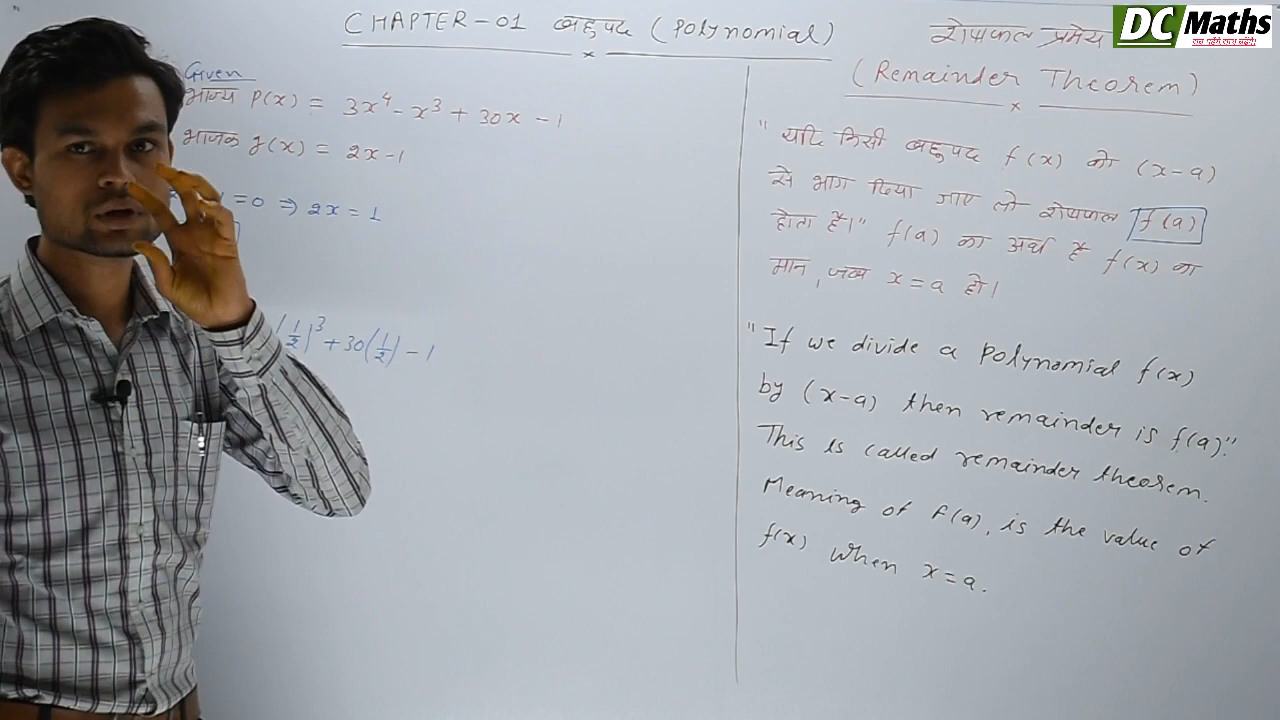 CHAPTER-01 बहुपद (Polynomial)
DC Maths
शेषफल प्रमेय
(Remainder Theorem)
Given
भाज्य P(x) = 3x⁴ - x³ + 30x - 1
भाजक g(x) = 2x-1
=0 ⇒ 2x = 1
(1/2)³ + 30(1/2) - 1
"यदि किसी बहुपद f(x) को (x-a)
से भाग दिया जाए तो शेषफल f(a)
होता है।" f(a) का अर्थ है f(x) का
मान, जब x = a हो।
"If we divide a polynomial f(x)
by (x-a) then remainder is f(a)."
This is called remainder theorem.
Meaning of f(a), is the value of
f(x) when x = a.